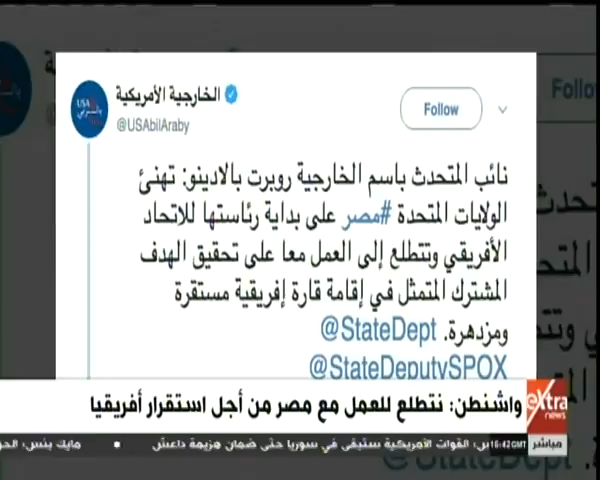 الخارجية الأمريكية
@USAbilAraby
Follow
نائب المتحدث باسم الخارجية روبرت بالادينو: تهنئ
الولايات المتحدة #مصر على بداية رئاستها للاتحاد
الأفريقي وتتطلع إلى العمل معا على تحقيق الهدف
المشترك المتمثل في إقامة قارة إفريقية مستقرة
ومزدهرة. @StateDept
@StateDeputySPOX
واشنطن: نتطلع للعمل مع مصر من أجل استقرار أفريقيا
eXtra
news
مباشر
16:42GMT
س: القوات الأمريكية ستبقى في سوريا حتى ضمان هزيمة داعش
مايك بنس: الحو